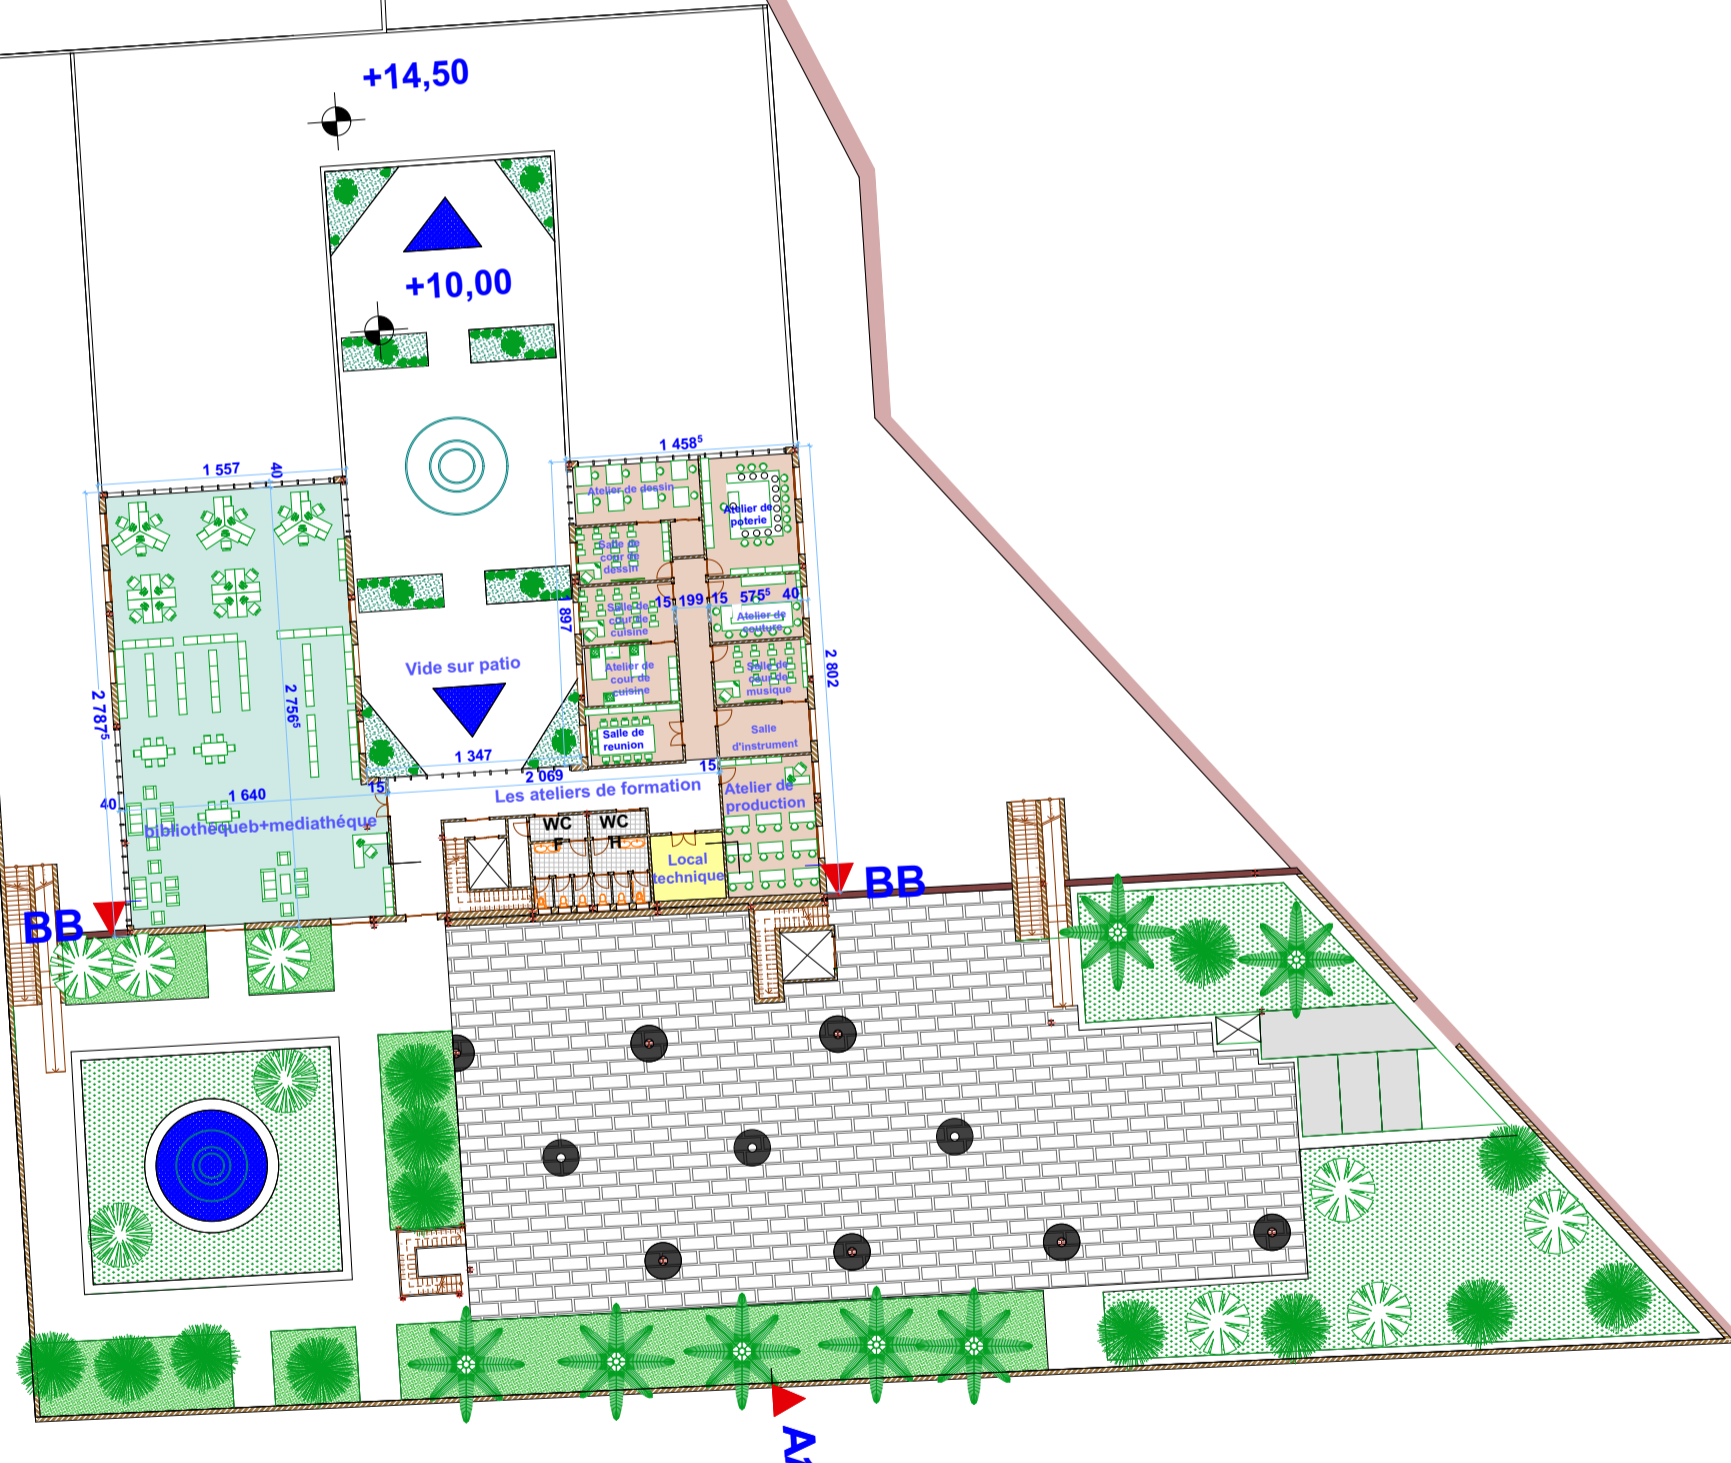 +14,50
+10,00
1 458⁵
1 557
40
Atelier de dessin
Atelier de
poterie
Salle de
cour de
dessin
897
15
199
15
575⁵
40
Salle de
cour de
cuisine
Atelier de
couture
Vide sur patio
Atelier de
cour de
cuisine
Salle de
cour de
musique
2 802
2 787⁵
2 756⁵
Salle de
reunion
Salle
d'instrument
1 347
2 069
15
15
Les ateliers de formation
Atelier de
production
40
1 640
bibliothequeb+mediathéque
WC
F
WC
H
Local
technique
BB
BB